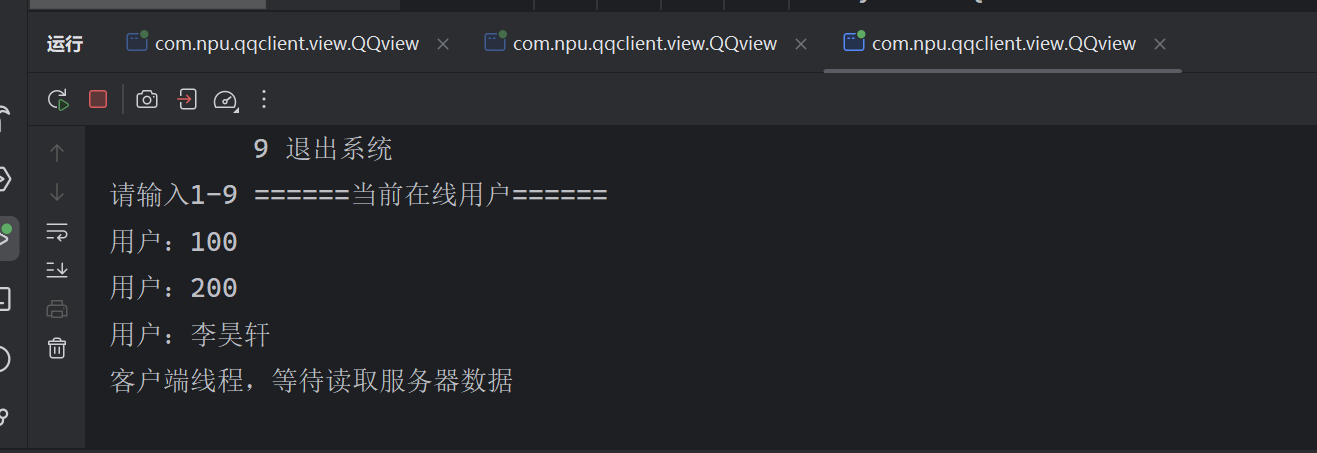 运行 com.npu.qqclient.view.QQview com.npu.qqclient.view.QQview com.npu.qqclient.view.QQview
9 退出系统
请输入1-9 ======当前在线用户======
用户：100
用户：200
用户：李昊轩
客户端线程，等待读取服务器数据